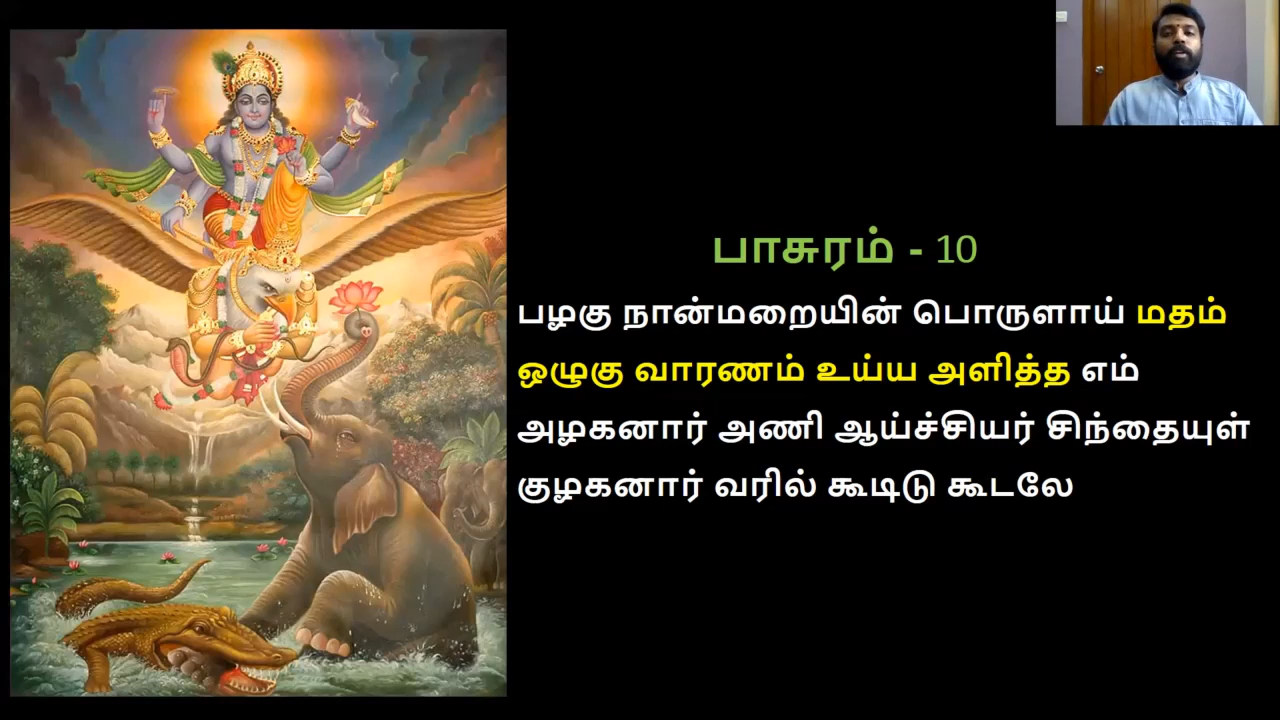 பாசுரம் - 10
பழகு நான்மறையின் பொருளாய் மதம்
ஒழுகு வாரணம் உய்ய அளித்த எம்
அழகனார் அணி ஆய்ச்சியர் சிந்தையுள்
குழகனார் வரில் கூடிடு கூடலே